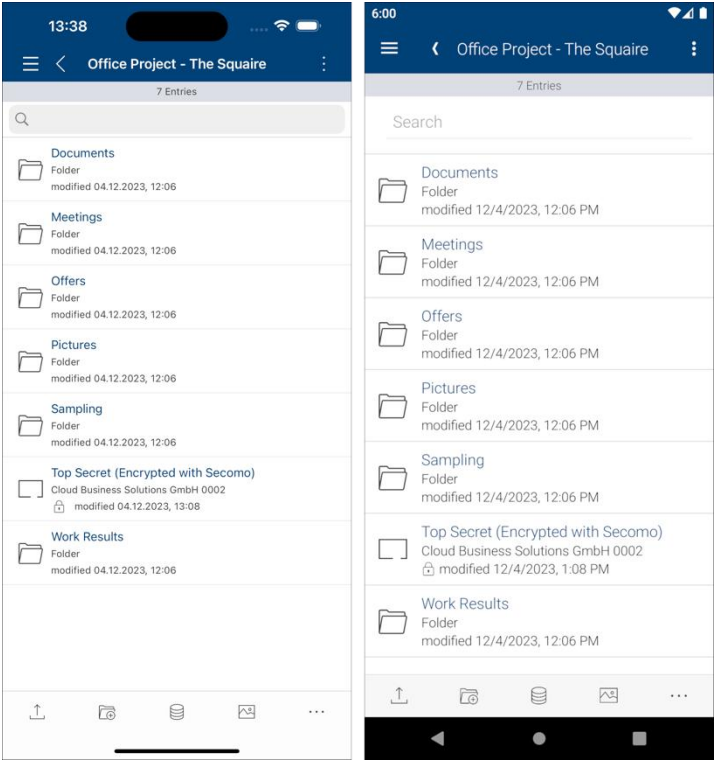 13:38
Office Project - The Squaire
7 Entries
Documents
Folder
modified 04.12.2023, 12:06
Meetings
Folder
modified 04.12.2023, 12:06
Offers
Folder
modified 04.12.2023, 12:06
Pictures
Folder
modified 04.12.2023, 12:06
Sampling
Folder
modified 04.12.2023, 12:06
Top Secret (Encrypted with Secomo)
Cloud Business Solutions GmbH 0002
modified 04.12.2023, 13:08
Work Results
Folder
modified 04.12.2023, 12:06
6:00
Office Project - The Squaire
7 Entries
Search
Documents
Folder
modified 12/4/2023, 12:06 PM
Meetings
Folder
modified 12/4/2023, 12:06 PM
Offers
Folder
modified 12/4/2023, 12:06 PM
Pictures
Folder
modified 12/4/2023, 12:06 PM
Sampling
Folder
modified 12/4/2023, 12:06 PM
Top Secret (Encrypted with Secomo)
Cloud Business Solutions GmbH 0002
modified 12/4/2023, 1:08 PM
Work Results
Folder
modified 12/4/2023, 12:06 PM